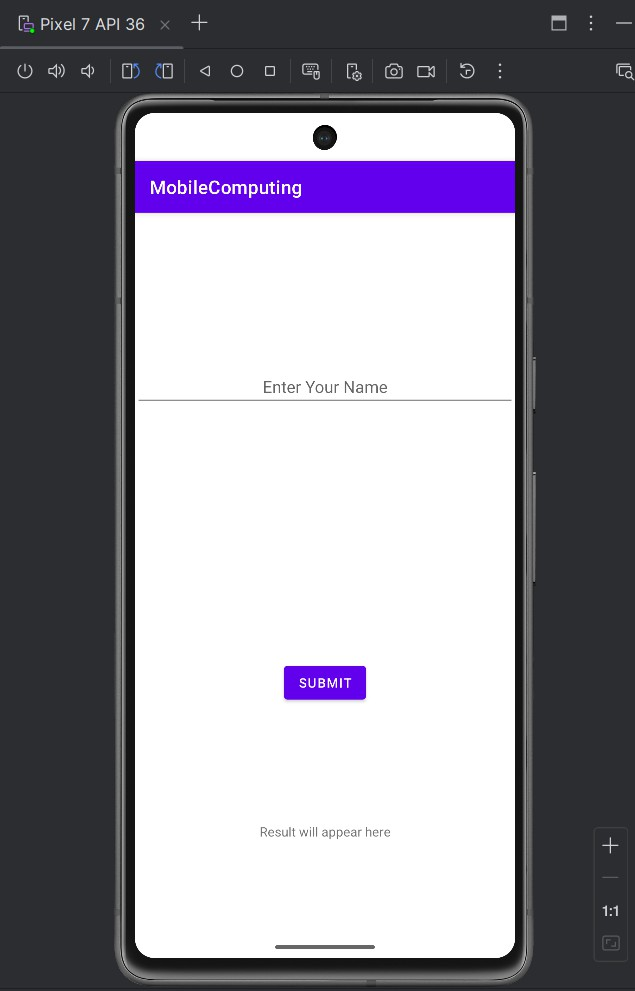 Pixel 7 API 36
MobileComputing
Enter Your Name
SUBMIT
Result will appear here
1:1